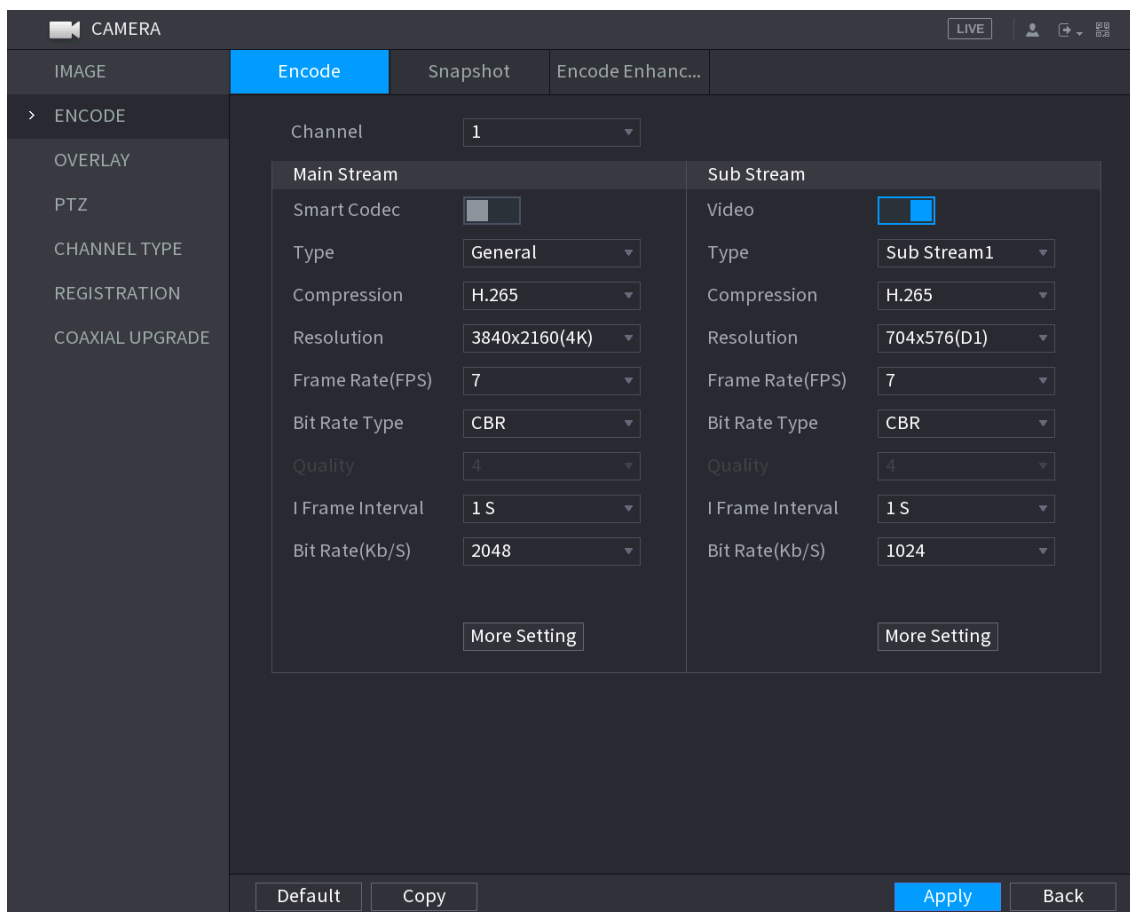 CAMERA
LIVE
IMAGE
ENCODE
OVERLAY
PTZ
CHANNEL TYPE
REGISTRATION
COAXIAL UPGRADE
Encode Snapshot Encode Enhanc...
Channel 1
Main Stream
Smart Codec
Type General
Compression H.265
Resolution 3840x2160(4K)
Frame Rate(FPS) 7
Bit Rate Type CBR
Quality 4
I Frame Interval 1 S
Bit Rate(Kb/S) 2048
More Setting
Sub Stream
Video
Type Sub Stream1
Compression H.265
Resolution 704x576(D1)
Frame Rate(FPS) 7
Bit Rate Type CBR
Quality 4
I Frame Interval 1 S
Bit Rate(Kb/S) 1024
More Setting
Default Copy Apply Back